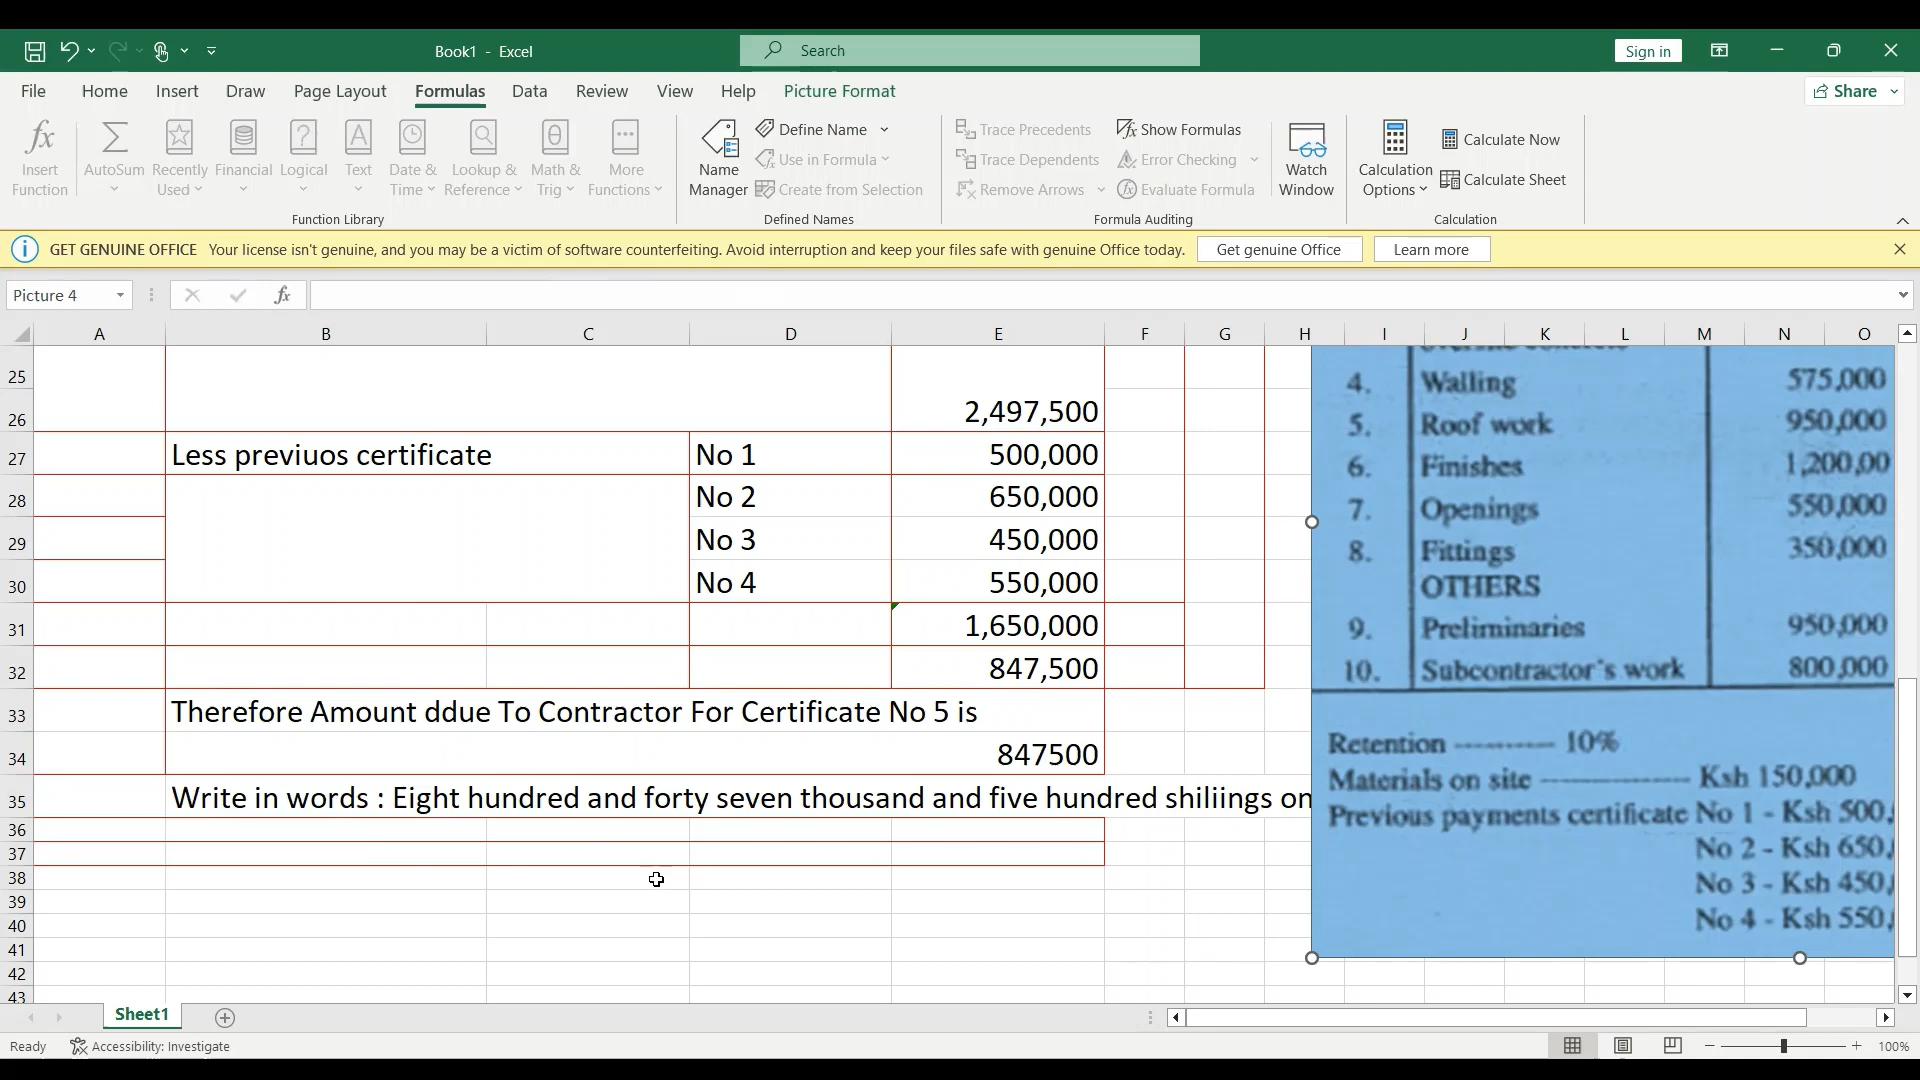 Book1 - Excel
Search
Sign in
File Home Insert Draw Page Layout Formulas Data Review View Help Picture Format
Share
Insert Function
AutoSum
Recently Used
Financial
Logical
Text
Date & Time
Lookup & Reference
Math & Trig
More Functions
Function Library
Name Manager
Define Name
Use in Formula
Create from Selection
Defined Names
Trace Precedents
Trace Dependents
Remove Arrows
Show Formulas
Error Checking
Evaluate Formula
Formula Auditing
Watch Window
Calculation Options
Calculate Now
Calculate Sheet
Calculation
GET GENUINE OFFICE Your license isn't genuine, and you may be a victim of software counterfeiting. Avoid interruption and keep your files safe with genuine Office today. Get genuine Office Learn more
Picture 4
fx
A B C D E F G H I J K L M N O
25
26 2,497,500
27 Less previuos certificate No 1 500,000
28 No 2 650,000
29 No 3 450,000
30 No 4 550,000
31 1,650,000
32 847,500
33 Therefore Amount ddue To Contractor For Certificate No 5 is
34 847500
35 Write in words : Eight hundred and forty seven thousand and five hundred shiliings on
36
37
38
39
40
41
42
43
4. Walling 575,000
5. Roof work 950,000
6. Finishes 1,200,00
7. Openings 550,000
8. Fittings 350,000
OTHERS
9. Preliminaries 950,000
10. Subcontractor's work 800,000
Retention ---------- 10%
Materials on site ---------------- Ksh 150,000
Previous payments certificate No 1 - Ksh 500,
No 2 - Ksh 650,
No 3 - Ksh 450,
No 4 - Ksh 550,
Sheet1
Ready Accessibility: Investigate
100%